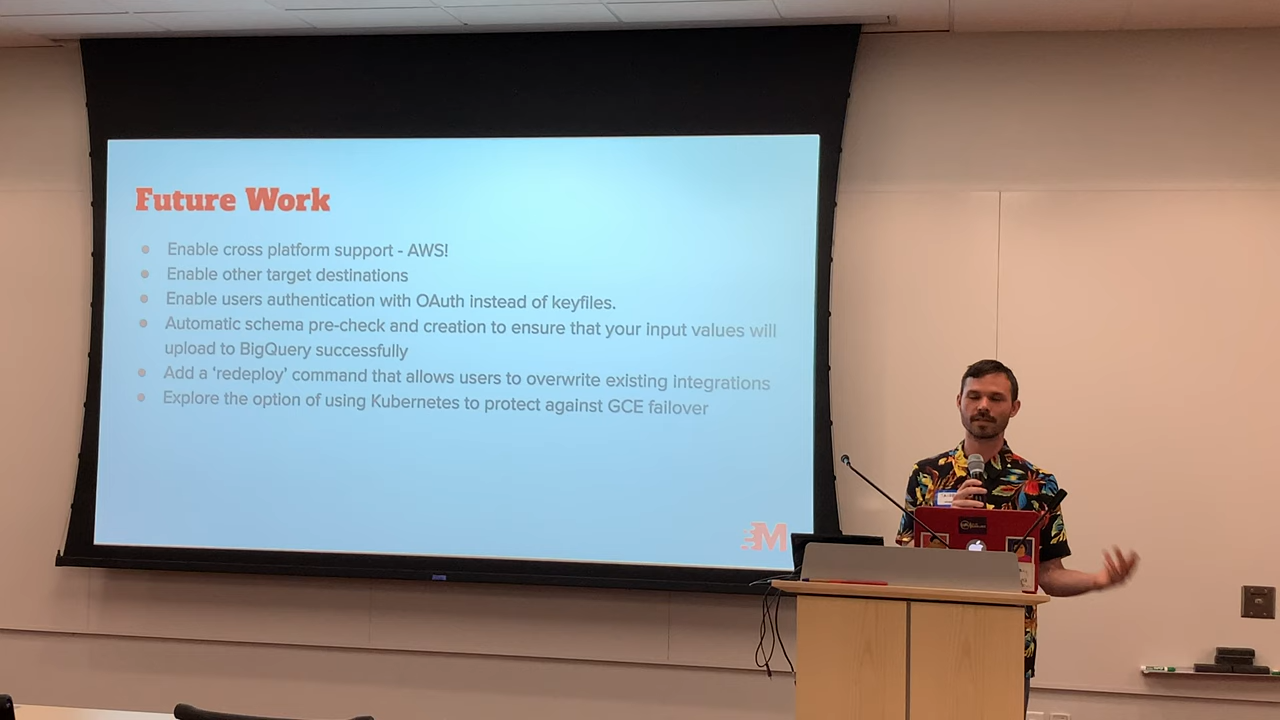 Future Work
Enable cross platform support - AWS!
Enable other target destinations
Enable users authentication with OAuth instead of keyfiles.
Automatic schema pre-check and creation to ensure that your input values will
upload to BigQuery successfully
Add a ‘redeploy’ command that allows users to overwrite existing integrations
Explore the option of using Kubernetes to protect against GCE failover
M